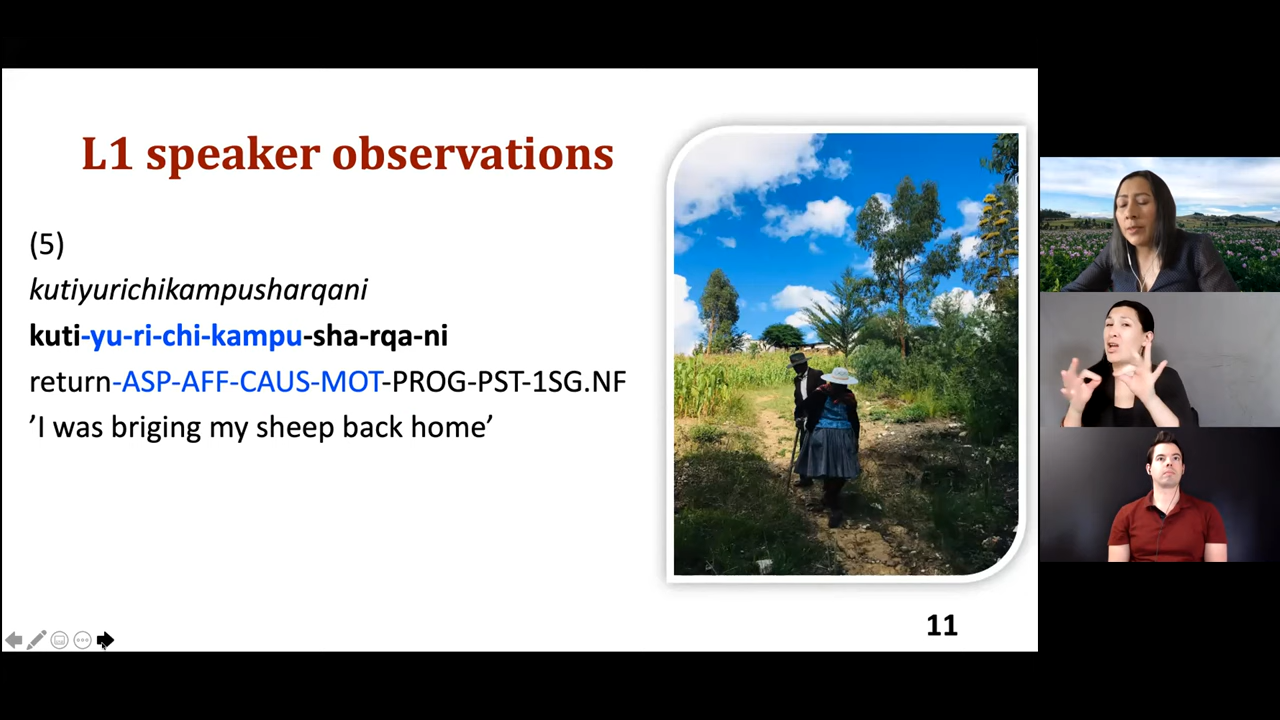 L1 speaker observations
(5)
kutiyurichikampusharqani
kuti-yu-ri-chi-kampu-sha-rqa-ni
return-ASP-AFF-CAUS-MOT-PROG-PST-1SG.NF
’I was briging my sheep back home’
11